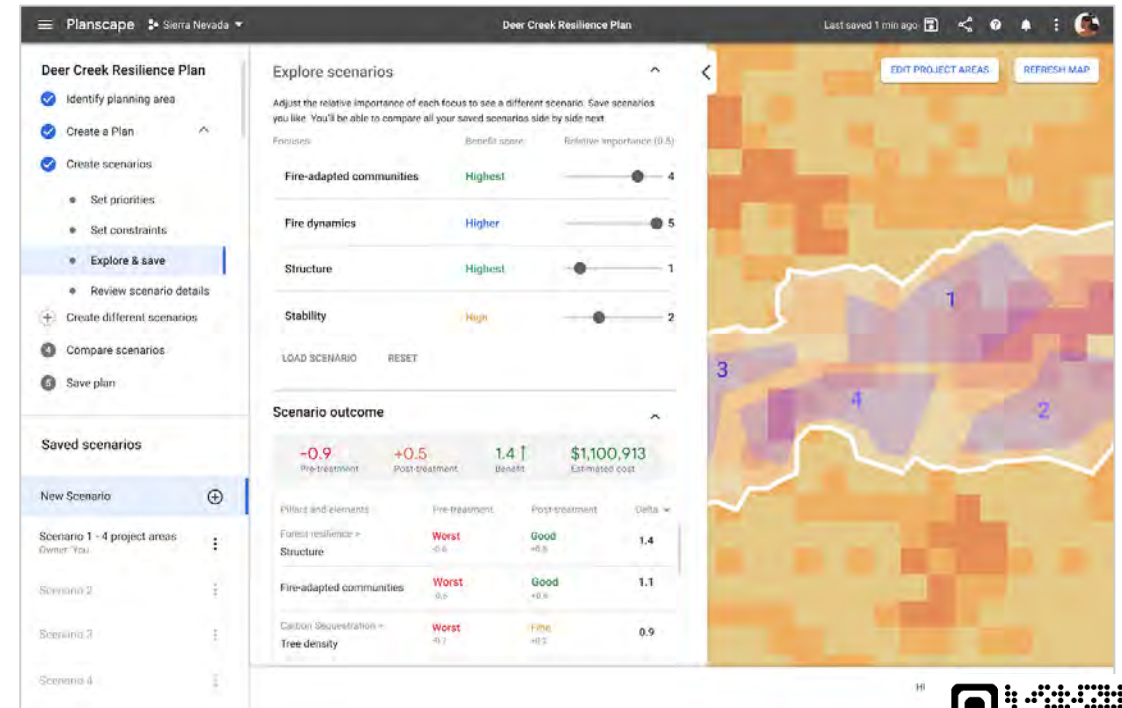 Planscape Sierra Nevada
Deer Creek Resilience Plan
Last saved 1 min ago
Deer Creek Resilience Plan
Identify planning area
Create a Plan
Create scenarios
Set priorities
Set constraints
Explore & save
Review scenario details
Create different scenarios
4 Compare scenarios
5 Save plan
Saved scenarios
New Scenario
Scenario 1 - 4 project areas
Owner: You
Scenario 2
Scenario 3
Scenario 4
Explore scenarios
Adjust the relative importance of each focus to see a different scenario. Save scenarios
you like. You'll be able to compare all your saved scenarios side by side next
Focuses Benefit score Relative importance (0.5)
Fire-adapted communities Highest 4
Fire dynamics Higher 5
Structure Highest 1
Stability High 2
LOAD SCENARIO RESET
Scenario outcome
-0.9 +0.5 1.4 $1,100,913
Pre-treatment Post-treatment Benefit Estimated cost
Pillars and elements Pre-treatment Post-treatment Delta
Forest resilience > Worst Good 1.4
Structure
Fire-adapted communities Worst Good 1.1
Carbon Sequestration > Worst Fine 0.9
Tree density
EDIT PROJECT AREAS REFRESH MAP
1
3
4
2
HI